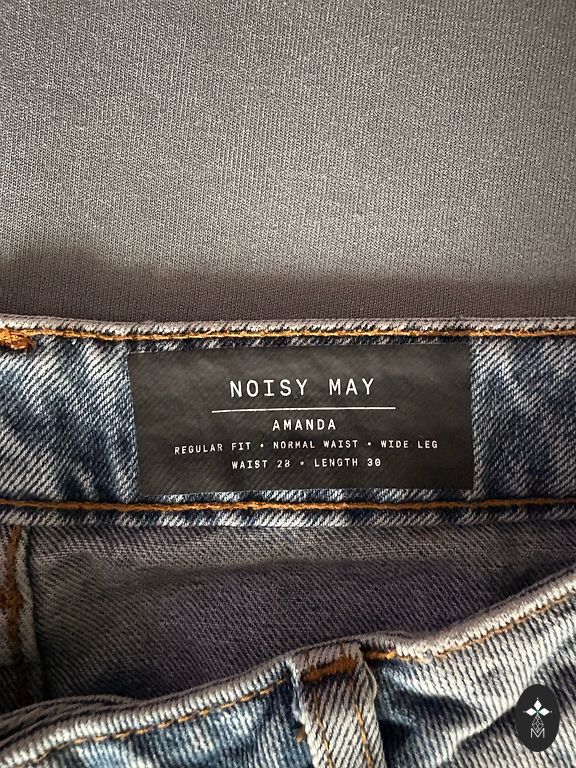 NOISY MAY
AMANDA
REGULAR FIT • NORMAL WAIST • WIDE LEG
WAIST 28 • LENGTH 30